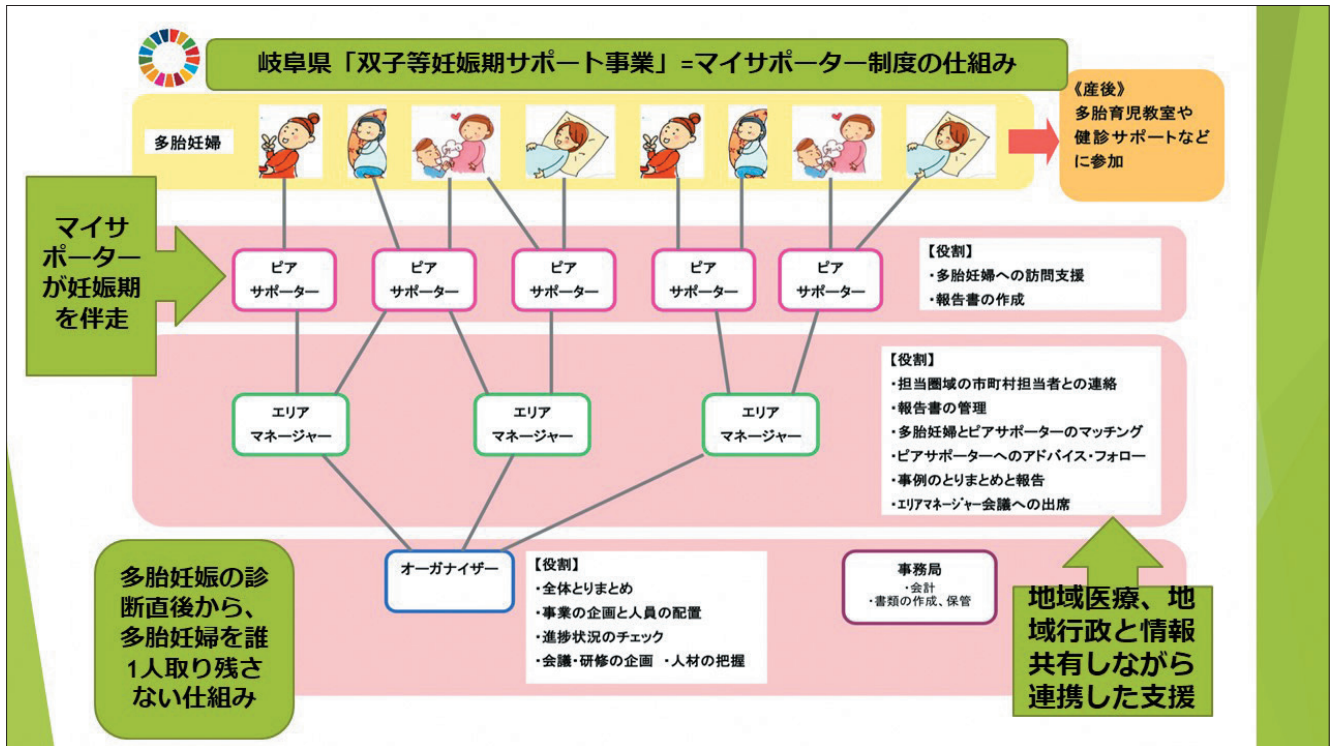 岐阜県「双子等妊娠期サポート事業」=マイサポーター制度の仕組み
多胎妊婦
《産後》
多胎育児教室や
健診サポートなど
に参加
マイサ
ポーター
が妊娠期
を伴走
ピア
サポーター
ピア
サポーター
ピア
サポーター
ピア
サポーター
ピア
サポーター
【役割】
・多胎妊婦への訪問支援
・報告書の作成
エリア
マネージャー
エリア
マネージャー
エリア
マネージャー
【役割】
・担当圏域の市町村担当者との連絡
・報告書の管理
・多胎妊婦とピアサポーターのマッチング
・ピアサポーターへのアドバイス・フォロー
・事例のとりまとめと報告
・エリアマネージャー会議への出席
多胎妊娠の診
断直後から、
多胎妊婦を誰
1人取り残さ
ない仕組み
オーガナイザー
【役割】
・全体とりまとめ
・事業の企画と人員の配置
・進捗状況のチェック
・会議・研修の企画 ・人材の把握
事務局
・会計
・書類の作成、保管
地域医療、地
域行政と情報
共有しながら
連携した支援